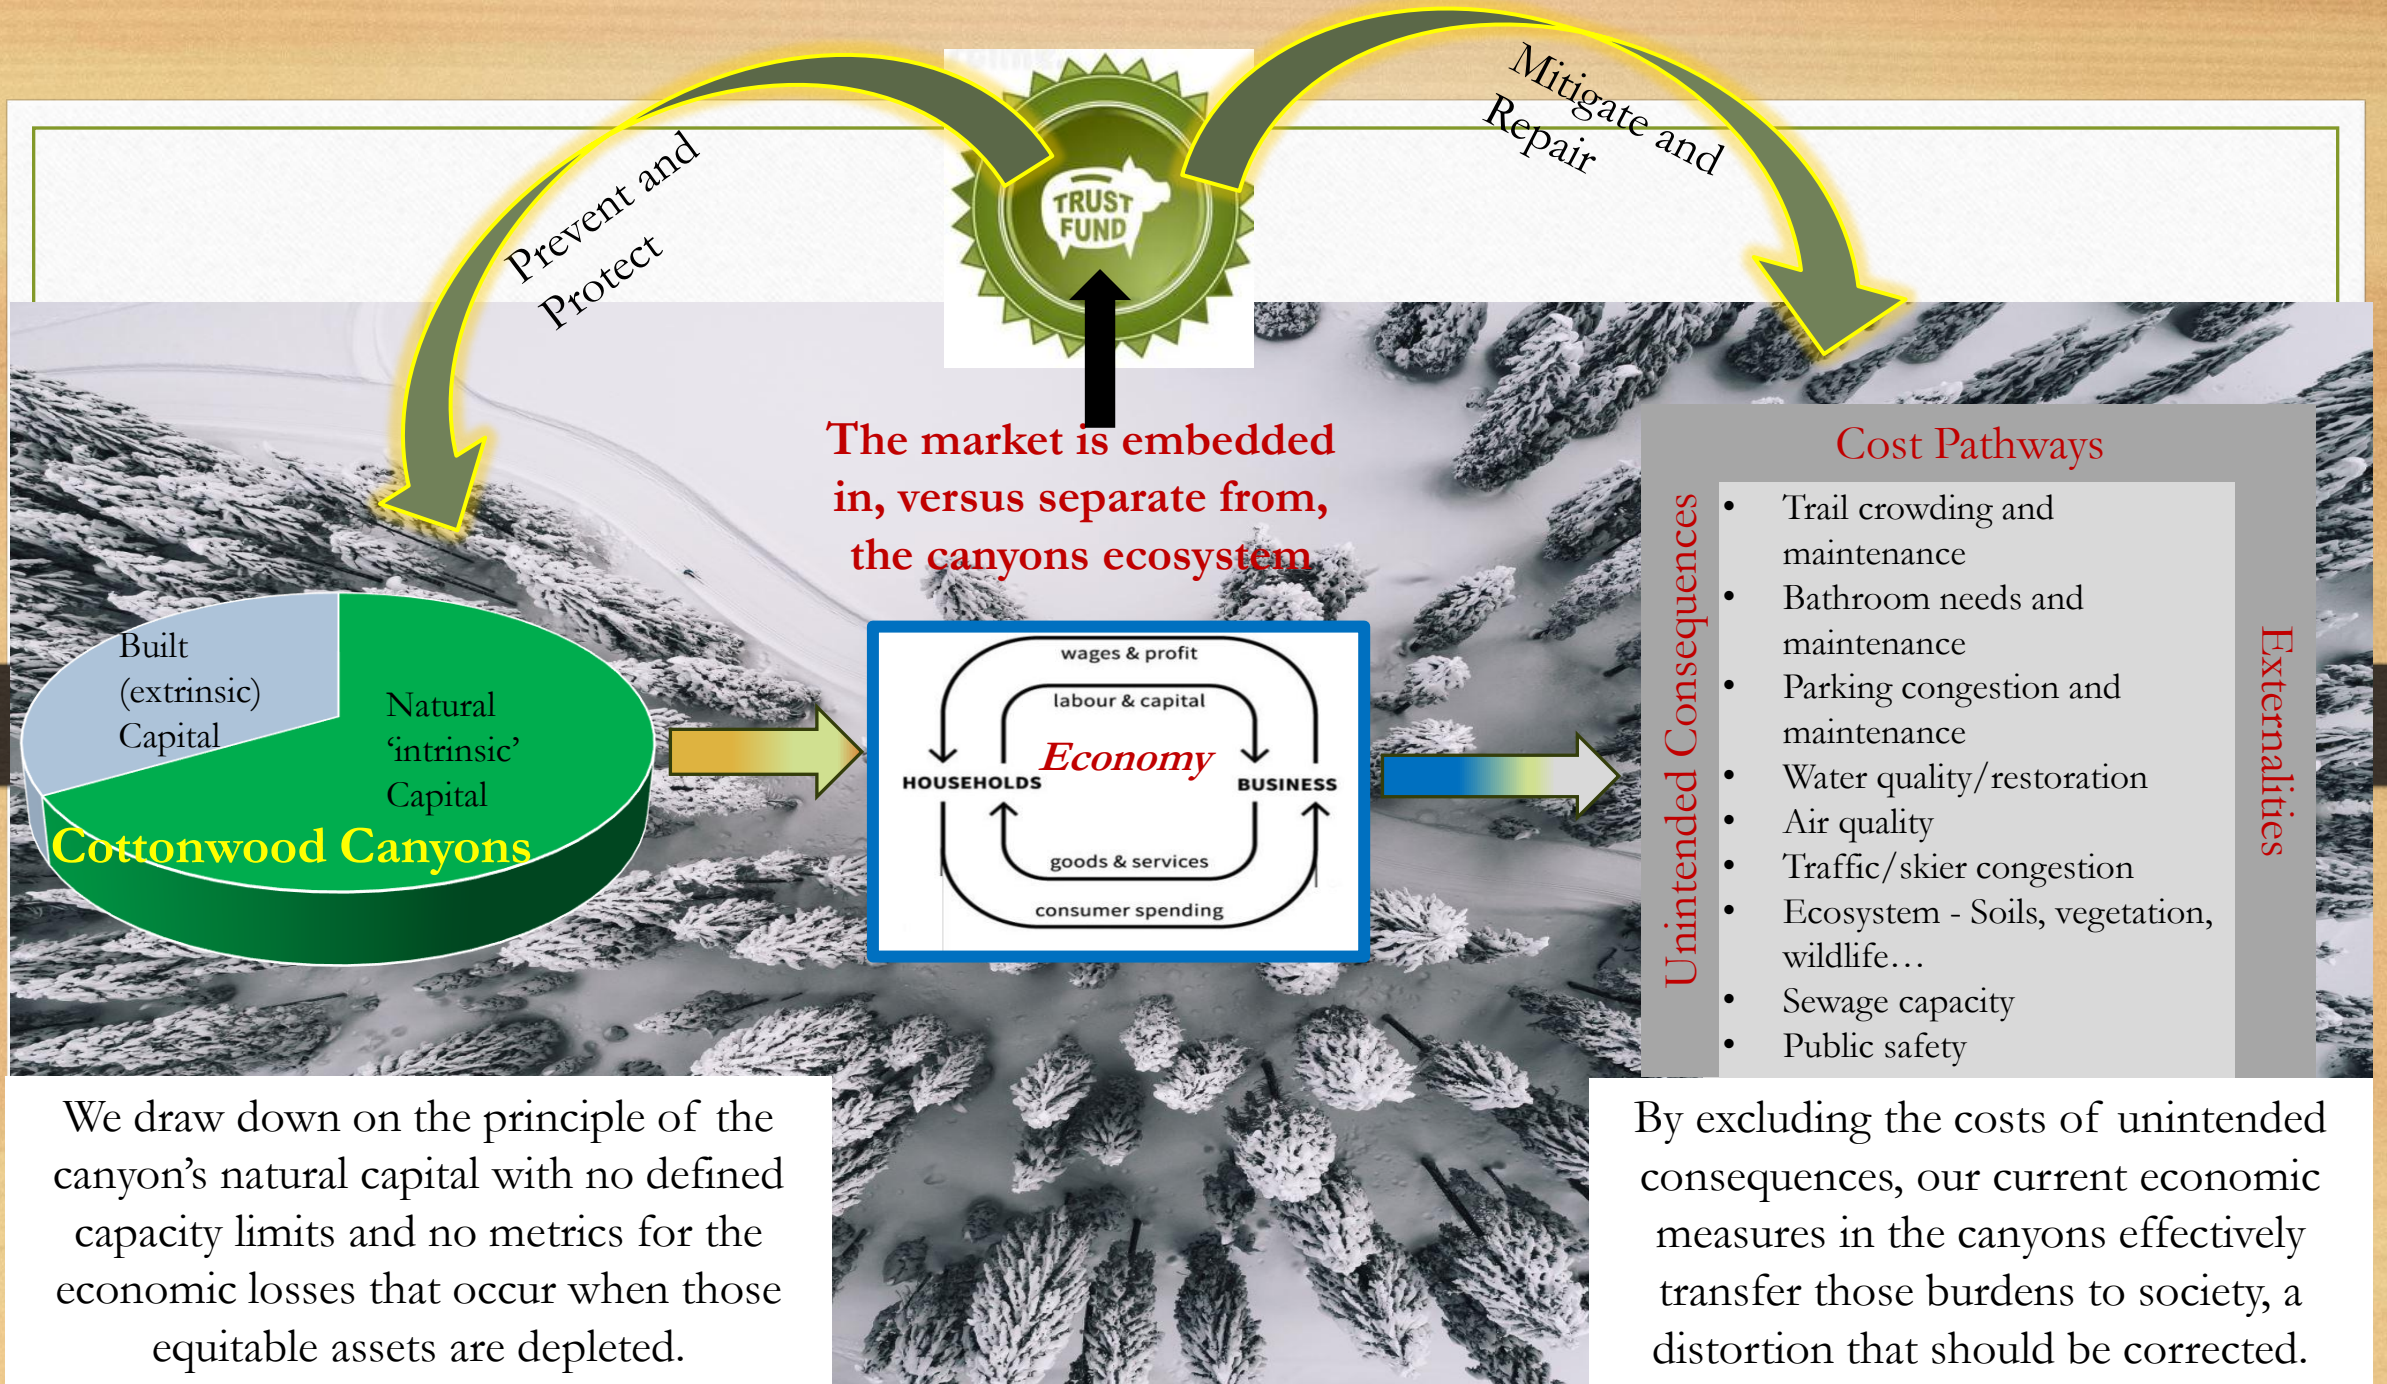 Prevent and
Protect
TRUST
FUND
Mitigate and
Repair
The market is embedded
in, versus separate from,
the canyons ecosystem
Built
(extrinsic)
Capital
Natural
‘intrinsic’
Capital
Cottonwood Canyons
wages & profit
labour & capital
Economy
HOUSEHOLDS
BUSINESS
goods & services
consumer spending
Cost Pathways
Unintended Consequences
• Trail crowding and
maintenance
• Bathroom needs and
maintenance
• Parking congestion and
maintenance
• Water quality/restoration
• Air quality
• Traffic/skier congestion
• Ecosystem - Soils, vegetation,
wildlife…
• Sewage capacity
• Public safety
Externalities
We draw down on the principle of the
canyon’s natural capital with no defined
capacity limits and no metrics for the
economic losses that occur when those
equitable assets are depleted.
By excluding the costs of unintended
consequences, our current economic
measures in the canyons effectively
transfer those burdens to society, a
distortion that should be corrected.